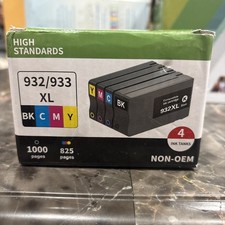 HIGH
STANDARDS
932/933
XL
BK C M Y
Y M C BK
932XL
4
INK TANKS
1000 pages
825 pages
NON-OEM